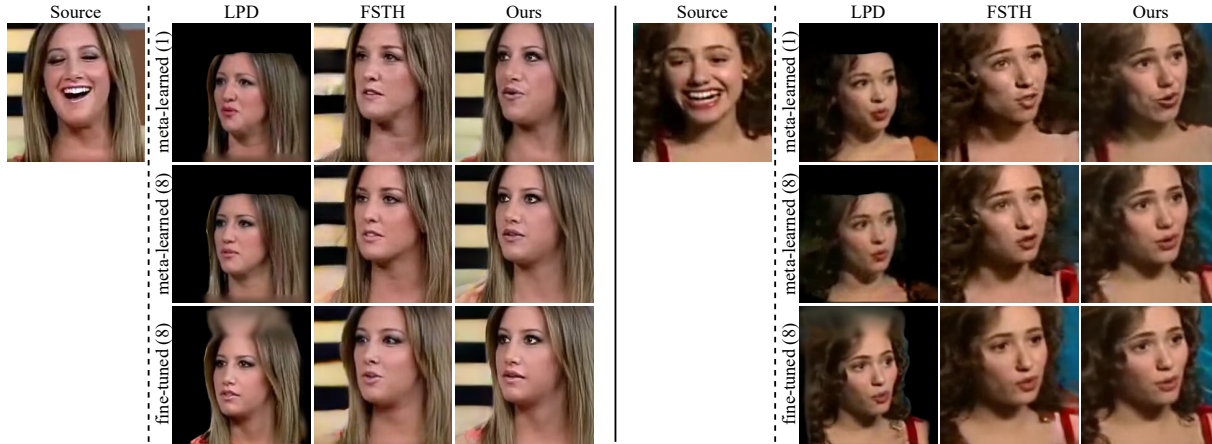 Source LPD FSTH Ours Source LPD FSTH Ours
meta-learned (1) meta-learned (1)
meta-learned (8) meta-learned (8)
fine-tuned (8) fine-tuned (8)